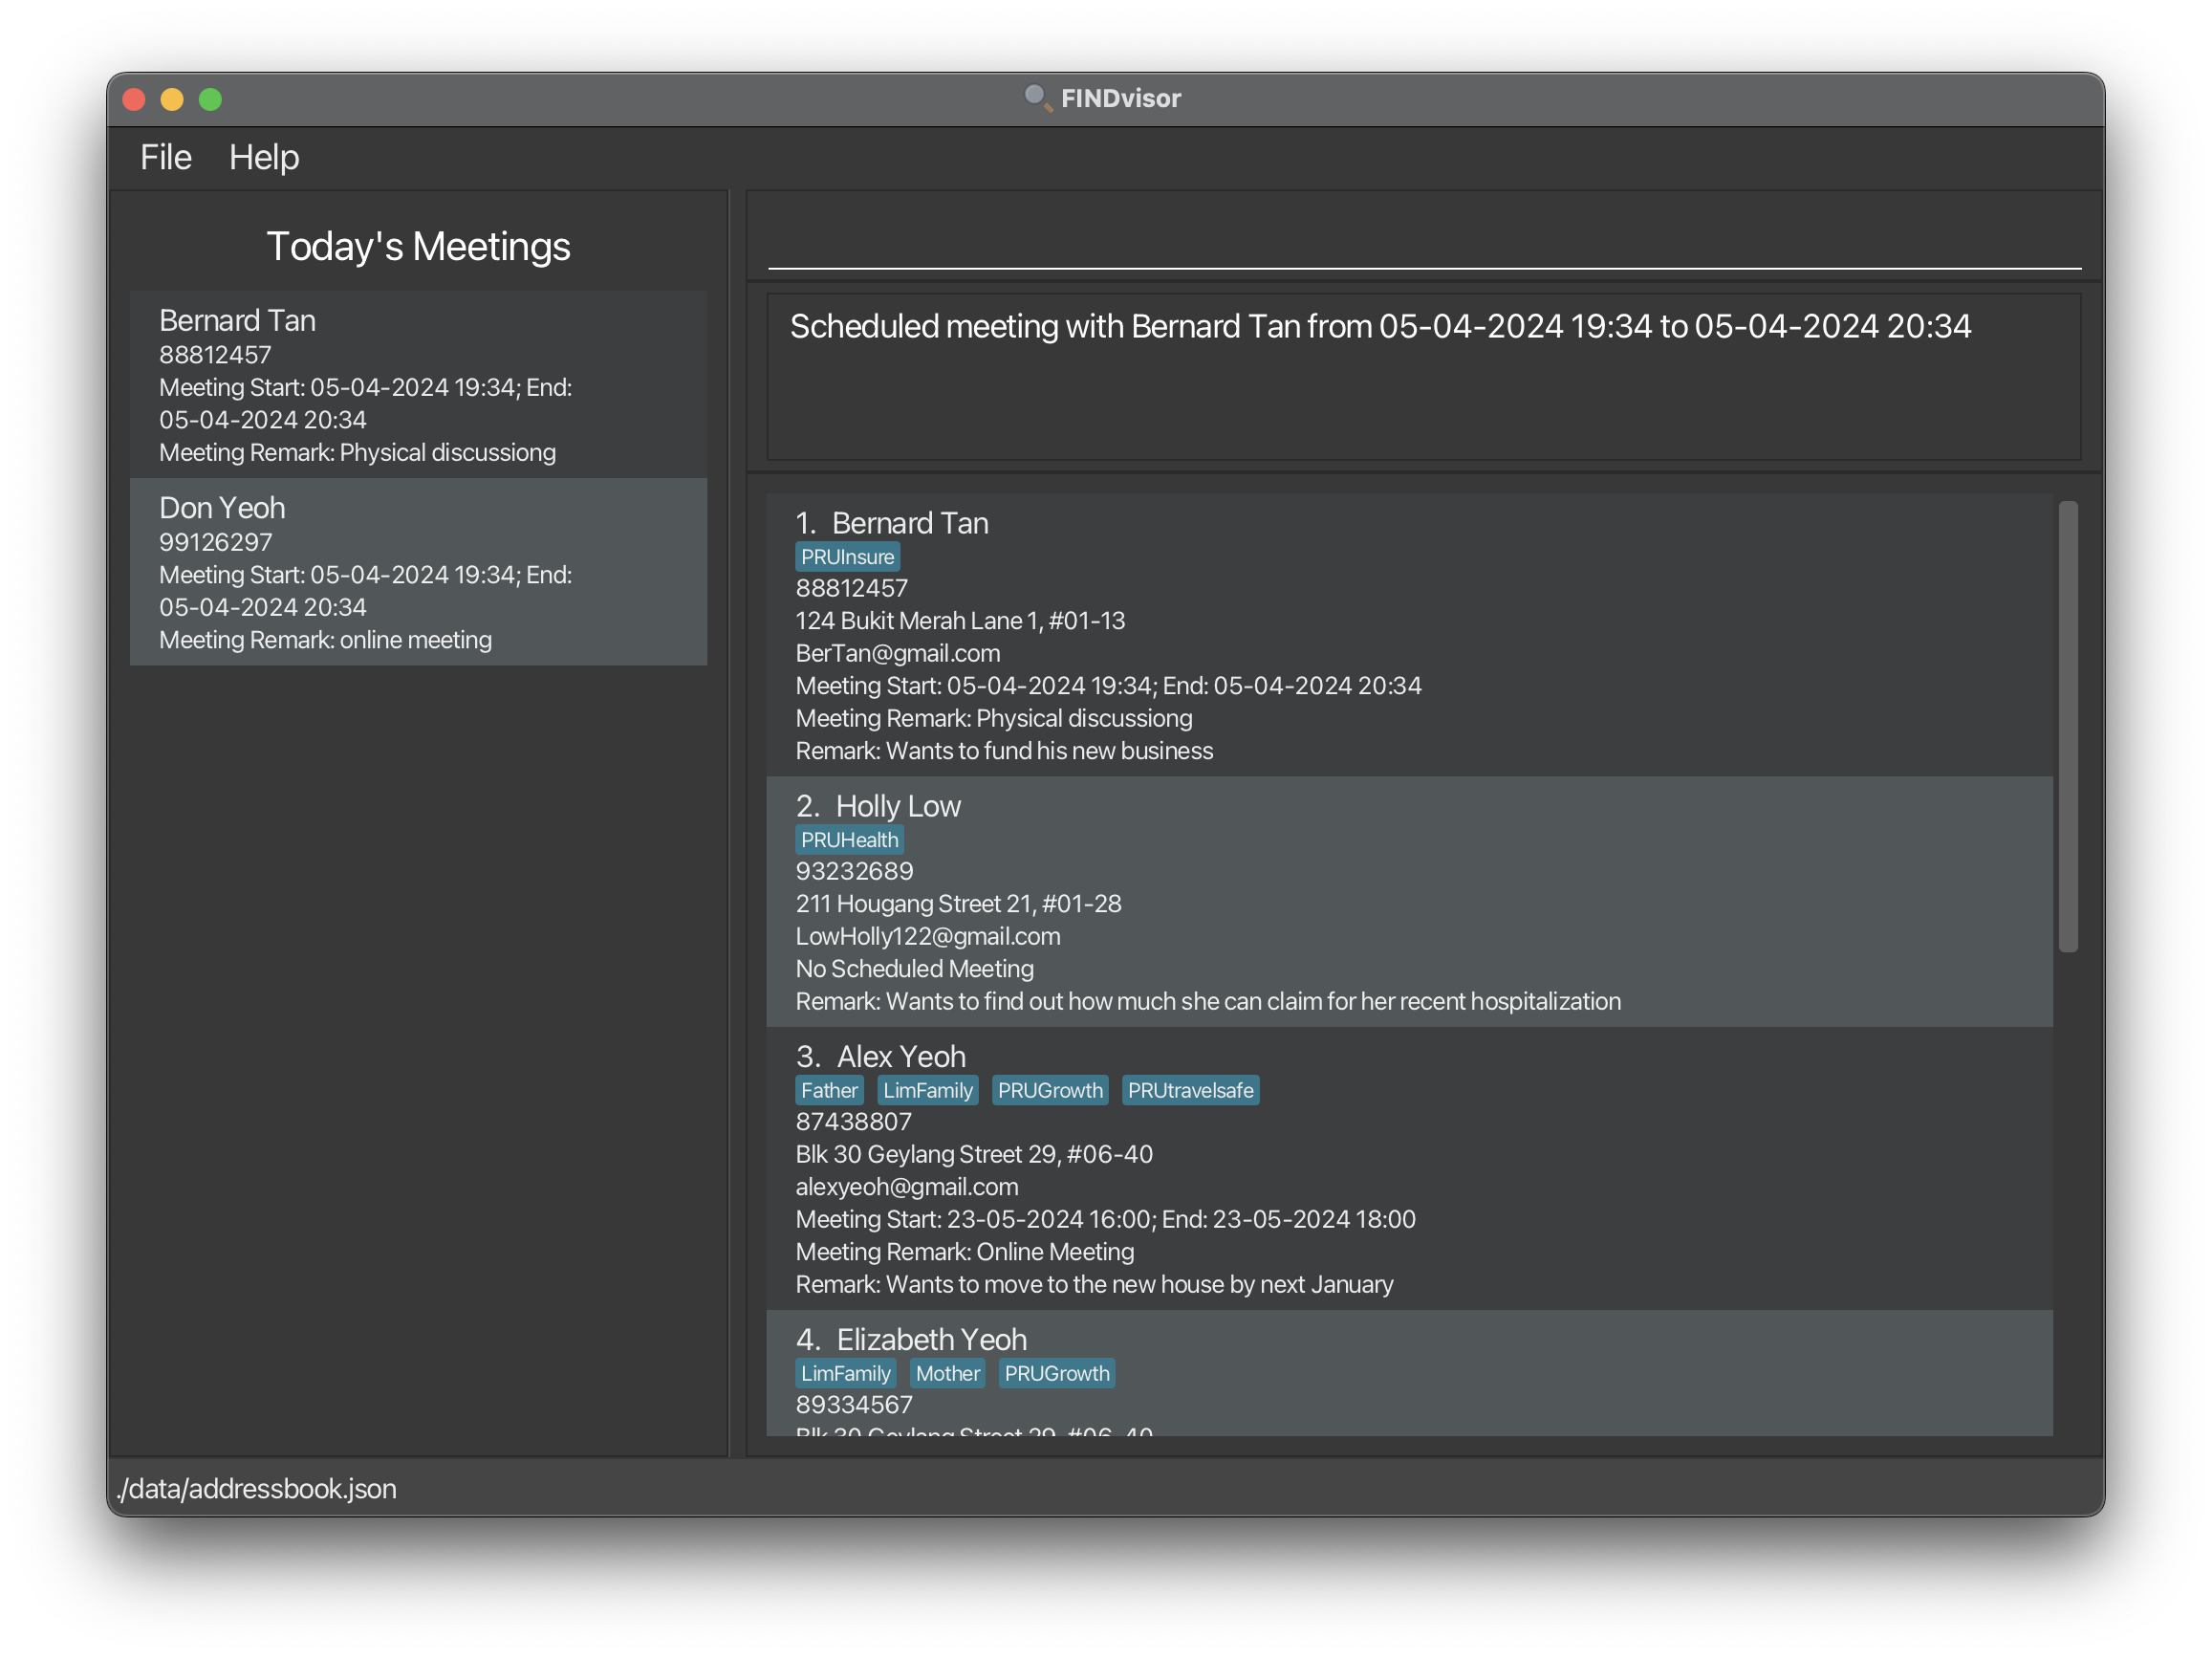 FINDvisor
File Help
Today's Meetings
Bernard Tan
88812457
Meeting Start: 05-04-2024 19:34; End:
05-04-2024 20:34
Meeting Remark: Physical discussiong
Don Yeoh
99126297
Meeting Start: 05-04-2024 19:34; End:
05-04-2024 20:34
Meeting Remark: online meeting
Scheduled meeting with Bernard Tan from 05-04-2024 19:34 to 05-04-2024 20:34
1. Bernard Tan
PRUInsure
88812457
124 Bukit Merah Lane 1, #01-13
BerTan@gmail.com
Meeting Start: 05-04-2024 19:34; End: 05-04-2024 20:34
Meeting Remark: Physical discussiong
Remark: Wants to fund his new business
2. Holly Low
PRUHealth
93232689
211 Hougang Street 21, #01-28
LowHolly122@gmail.com
No Scheduled Meeting
Remark: Wants to find out how much she can claim for her recent hospitalization
3. Alex Yeoh
Father LimFamily PRUGrowth PRUtravelsafe
87438807
Blk 30 Geylang Street 29, #06-40
alexyeoh@gmail.com
Meeting Start: 23-05-2024 16:00; End: 23-05-2024 18:00
Meeting Remark: Online Meeting
Remark: Wants to move to the new house by next January
4. Elizabeth Yeoh
LimFamily Mother PRUGrowth
89334567
Blk 30 Geylang Street 29, #06-40
./data/addressbook.json